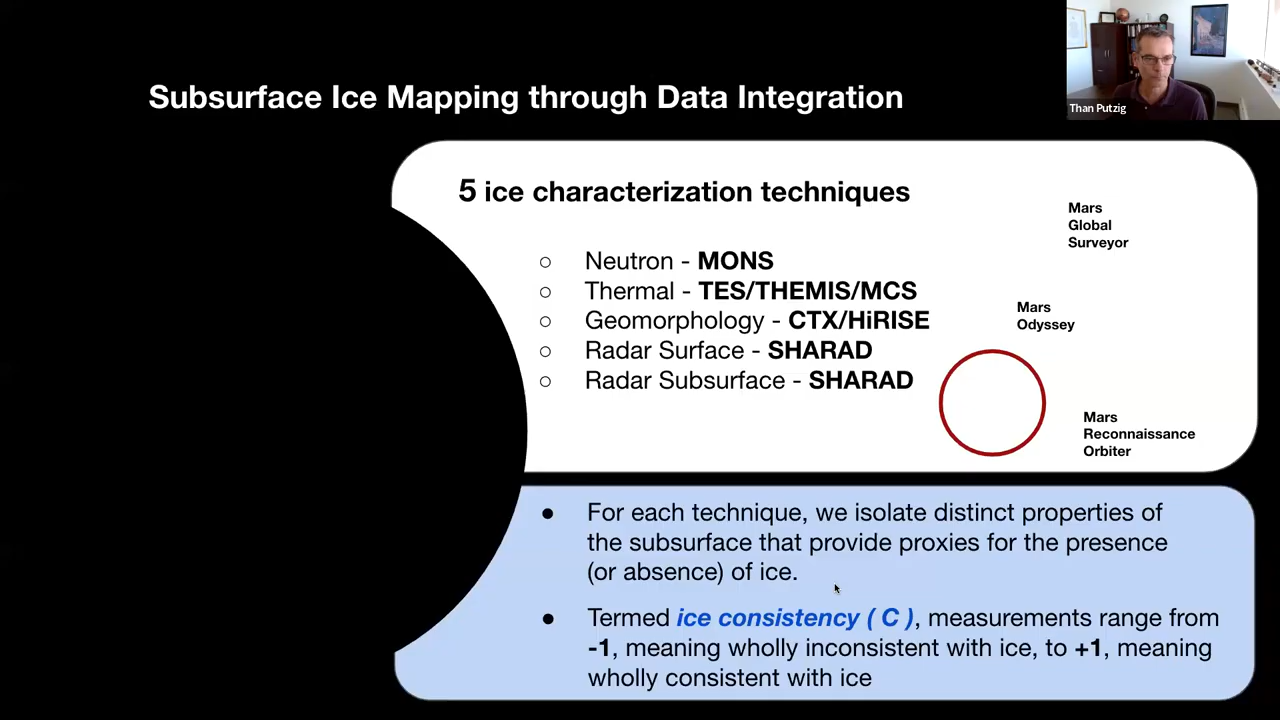 Subsurface Ice Mapping through Data Integration
Than Putzig
5 ice characterization techniques
○ Neutron - MONS
○ Thermal - TES/THEMIS/MCS
○ Geomorphology - CTX/HiRISE
○ Radar Surface - SHARAD
○ Radar Subsurface - SHARAD
Mars
Global
Surveyor
Mars
Odyssey
Mars
Reconnaissance
Orbiter
● For each technique, we isolate distinct properties of
the subsurface that provide proxies for the presence
(or absence) of ice.
● Termed ice consistency ( C ), measurements range from
-1, meaning wholly inconsistent with ice, to +1, meaning
wholly consistent with ice